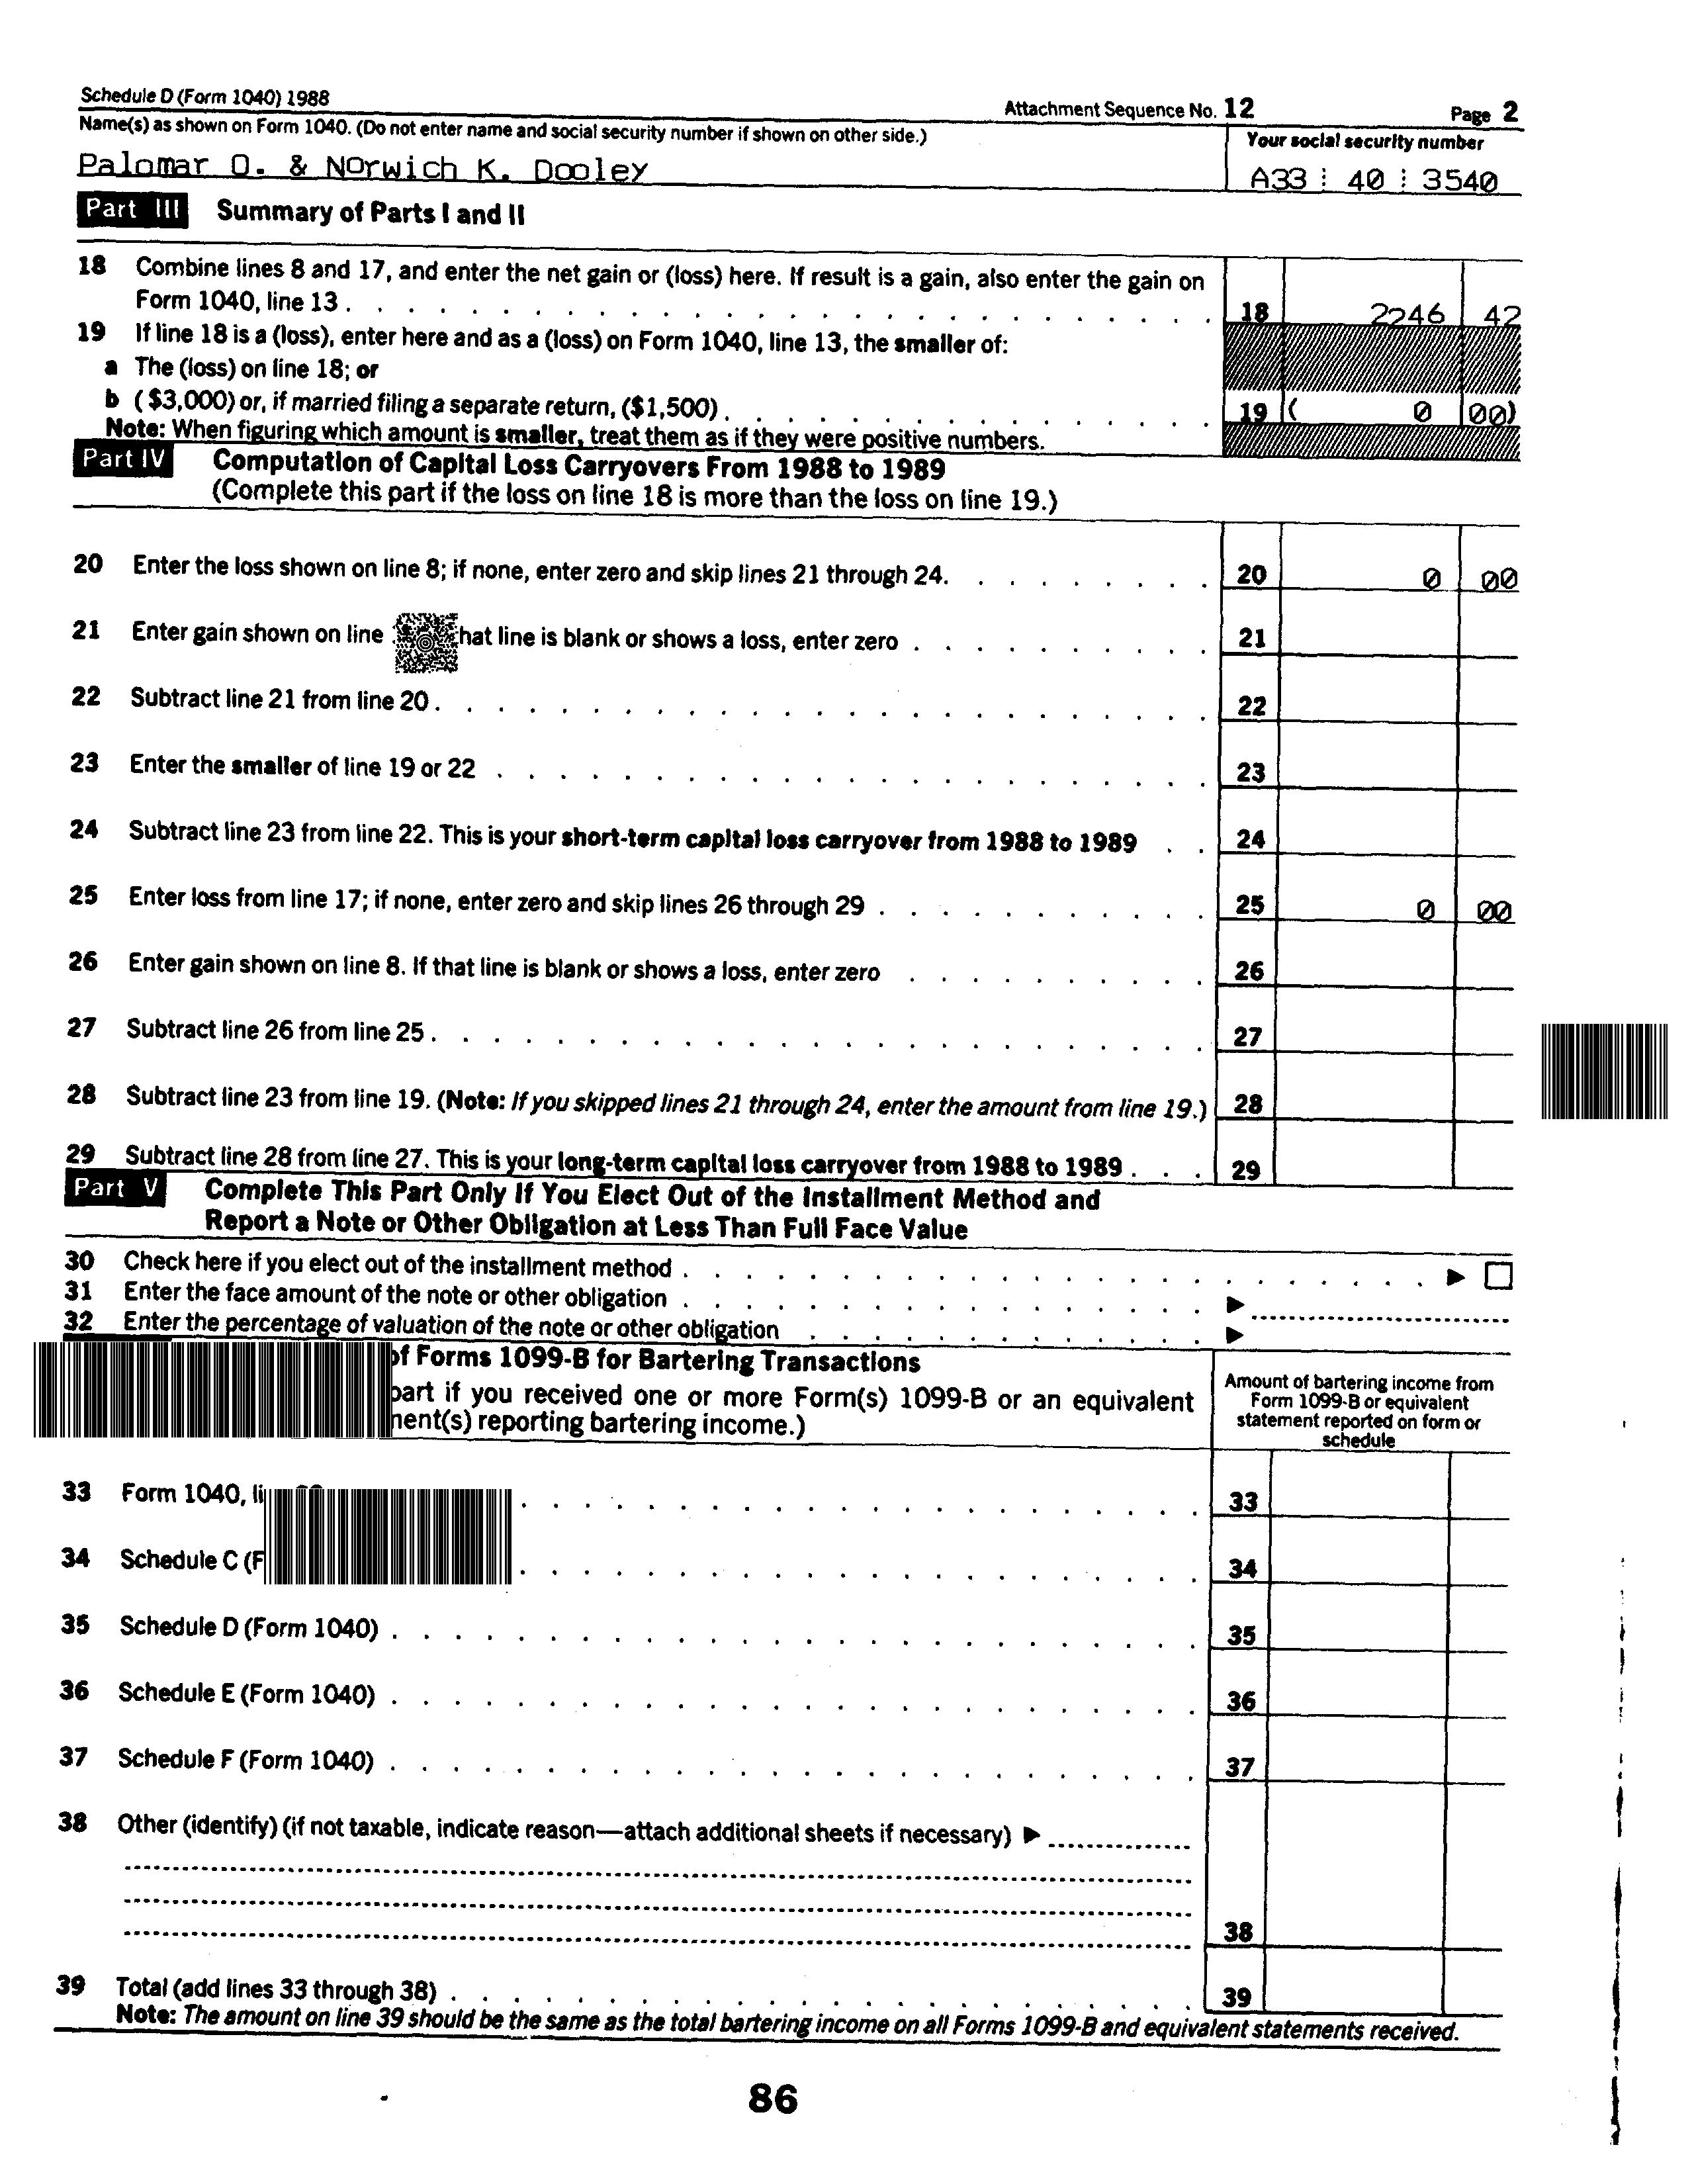 Schedule D (Form 1040) 1988
Attachment Sequence No. 12
Page 2
Name(s) as shown on Form 1040. (Do not enter name and social security number if shown on other side.)
Your social security number
Palomar O. & Norwich K. Dooley
A33 40 3540
Part III Summary of Parts I and II
18 Combine lines 8 and 17, and enter the net gain or (loss) here. If result is a gain, also enter the gain on
Form 1040, line 13 . . . . . . . . . . . . . . . . . . . . . . . . . . . 18 2246 42
19 If line 18 is a (loss), enter here and as a (loss) on Form 1040, line 13, the smaller of:
a The (loss) on line 18; or
b ($3,000) or, if married filing a separate return, ($1,500) . . . . . . . . . . . . . . . 19 ( 0 00)
Note: When figuring which amount is smaller, treat them as if they were positive numbers.
Part IV Computation of Capital Loss Carryovers From 1988 to 1989
(Complete this part if the loss on line 18 is more than the loss on line 19.)
20 Enter the loss shown on line 8; if none, enter zero and skip lines 21 through 24. . . . . . . . . 20 0 00
21 Enter gain shown on line hat line is blank or shows a loss, enter zero . . . . . . . . . . 21
22 Subtract line 21 from line 20 . . . . . . . . . . . . . . . . . . . . . . . . . 22
23 Enter the smaller of line 19 or 22 . . . . . . . . . . . . . . . . . . . . . . . 23
24 Subtract line 23 from line 22. This is your short-term capital loss carryover from 1988 to 1989 . . 24
25 Enter loss from line 17; if none, enter zero and skip lines 26 through 29 . . . . . . . . . . . 25 0 00
26 Enter gain shown on line 8. If that line is blank or shows a loss, enter zero . . . . . . . . . . 26
27 Subtract line 26 from line 25 . . . . . . . . . . . . . . . . . . . . . . . . . 27
28 Subtract line 23 from line 19. (Note: If you skipped lines 21 through 24, enter the amount from line 19.) 28
29 Subtract line 28 from line 27. This is your long-term capital loss carryover from 1988 to 1989 . . . 29
Part V Complete This Part Only If You Elect Out of the Installment Method and
Report a Note or Other Obligation at Less Than Full Face Value
30 Check here if you elect out of the installment method . . . . . . . . . . . . . . . . . . . . . . . . ▶ ☐
31 Enter the face amount of the note or other obligation . . . . . . . . . . . . . . . . . ▶
32 Enter the percentage of valuation of the note or other obligation . . . . . . . . . . . . . ▶
of Forms 1099-B for Bartering Transactions
part if you received one or more Form(s) 1099-B or an equivalent
ment(s) reporting bartering income.)
Amount of bartering income from
Form 1099-B or equivalent
statement reported on form or
schedule
33 Form 1040, li . . . . . . . . . . . . . . . . . . . . . . 33
34 Schedule C (F . . . . . . . . . . . . . . . . . . . . . . 34
35 Schedule D (Form 1040) . . . . . . . . . . . . . . . . . . . . . . . . . . 35
36 Schedule E (Form 1040) . . . . . . . . . . . . . . . . . . . . . . . . . . 36
37 Schedule F (Form 1040) . . . . . . . . . . . . . . . . . . . . . . . . . . 37
38 Other (identify) (if not taxable, indicate reason—attach additional sheets if necessary) ▶
38
39 Total (add lines 33 through 38) . . . . . . . . . . . . . . . . . . . . . . . . 39
Note: The amount on line 39 should be the same as the total bartering income on all Forms 1099-B and equivalent statements received.
86